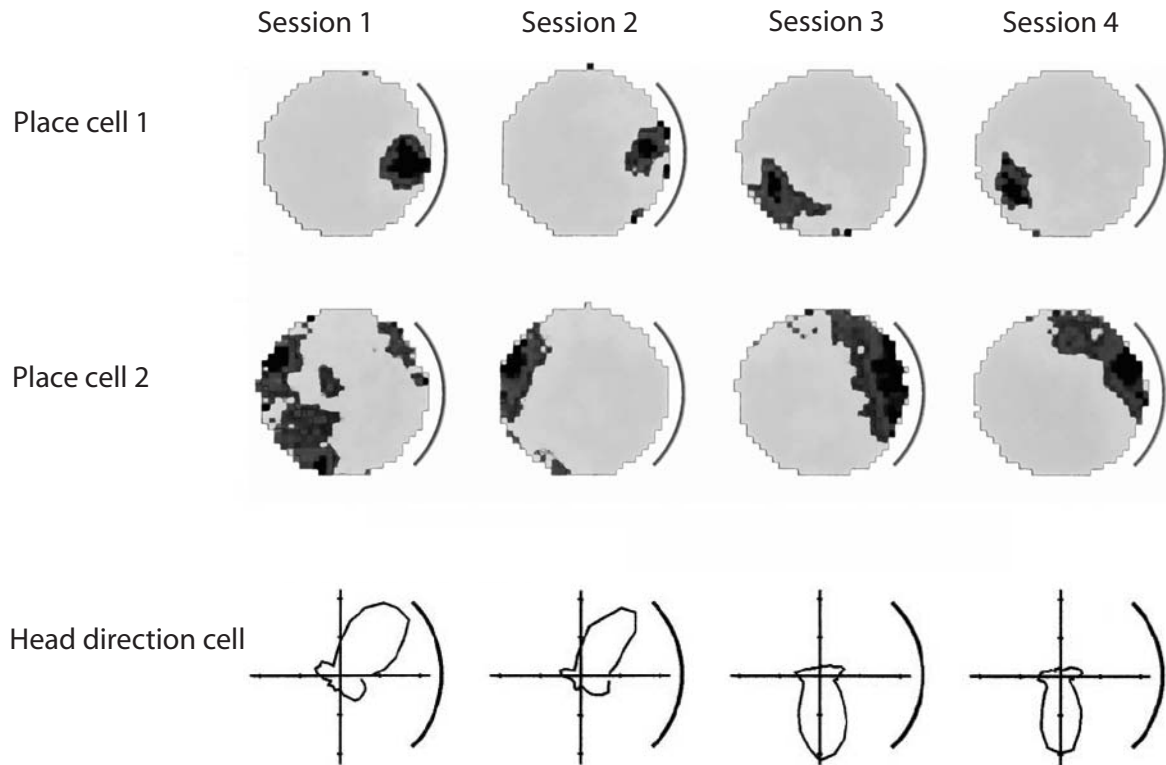 Session 1 Session 2 Session 3 Session 4
Place cell 1
Place cell 2
Head direction cell